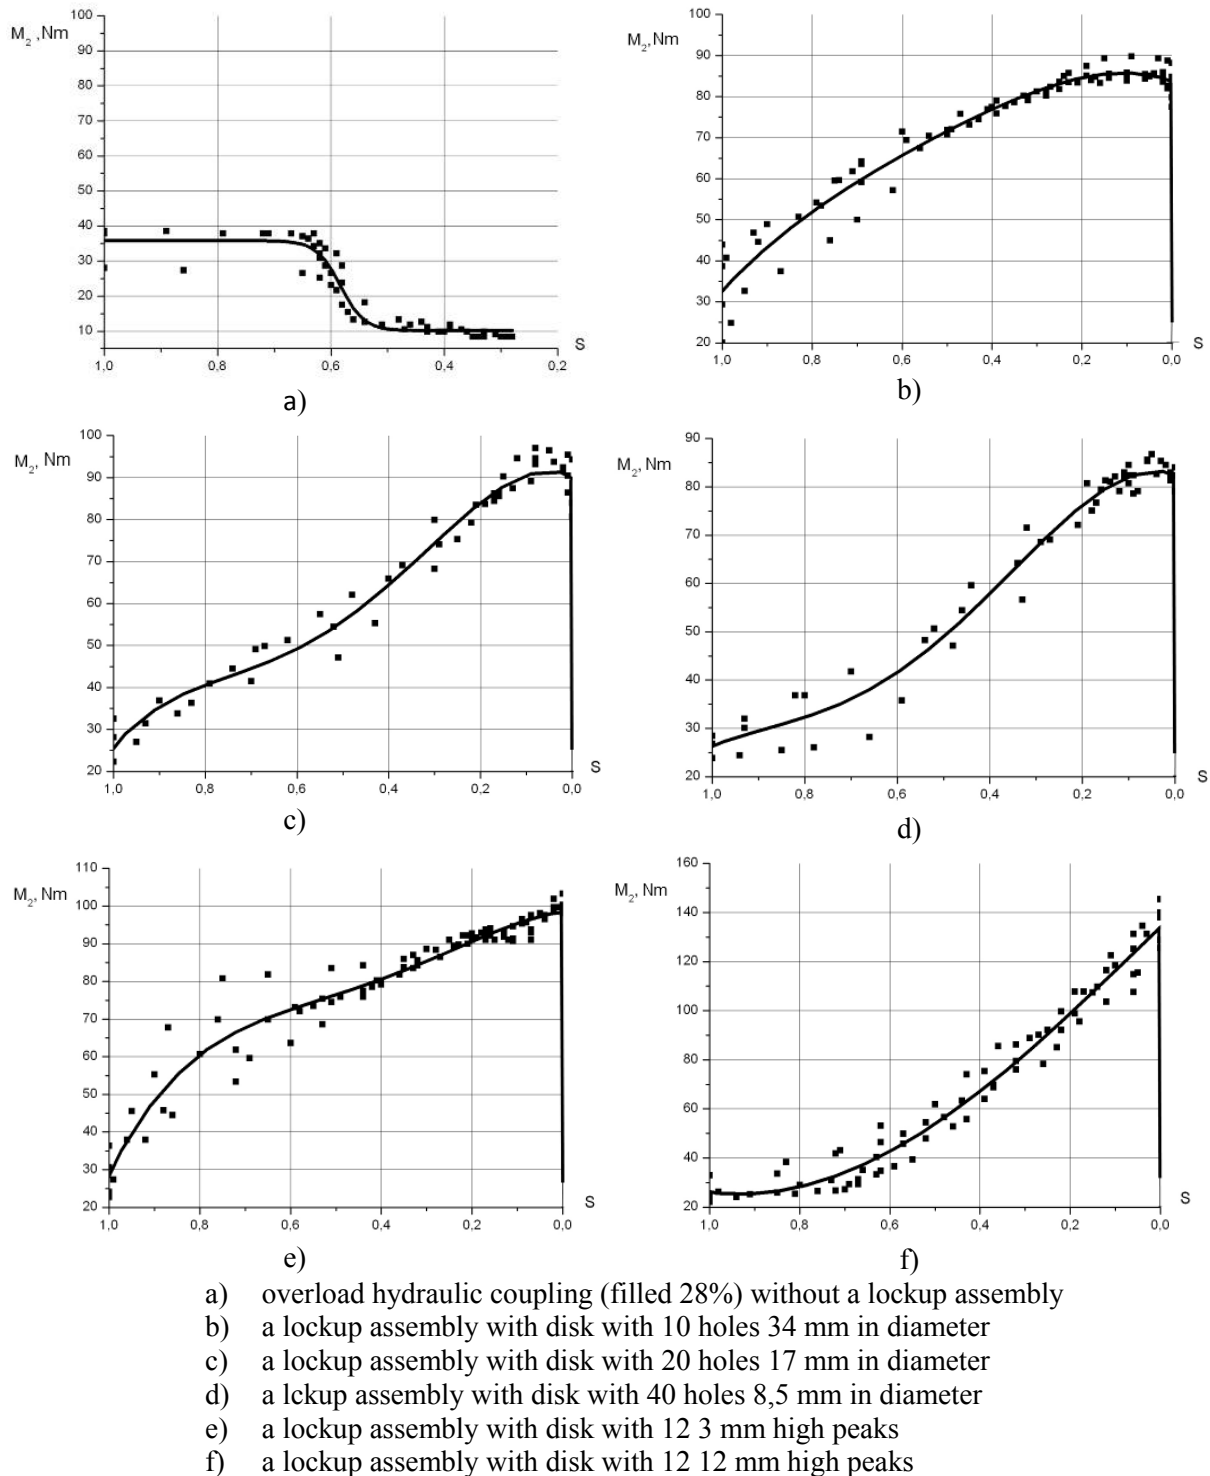 M2 ,Nm
100
90
80
70
60
50
40
30
20
10
1,0 0,8 0,6 0,4 0,2
S
a)
M2,Nm
90
80
70
60
50
40
30
20
1,0 0,8 0,6 0,4 0,2 0,0
S
b)
M2, Nm
100
90
80
70
60
50
40
30
20
1,0 0,8 0,6 0,4 0,2 0,0
S
c)
M2, Nm
90
80
70
60
50
40
30
20
1,0 0,8 0,6 0,4 0,2 0,0
S
d)
M2, Nm
110
100
90
80
70
60
50
40
30
20
1,0 0,8 0,6 0,4 0,2 0,0
S
e)
M2, Nm
160
140
120
100
80
60
40
20
1,0 0,8 0,6 0,4 0,2 0,0
S
f)
a) overload hydraulic coupling (filled 28%) without a lockup assembly
b) a lockup assembly with disk with 10 holes 34 mm in diameter
c) a lockup assembly with disk with 20 holes 17 mm in diameter
d) a lckup assembly with disk with 40 holes 8,5 mm in diameter
e) a lockup assembly with disk with 12 3 mm high peaks
f) a lockup assembly with disk with 12 12 mm high peaks